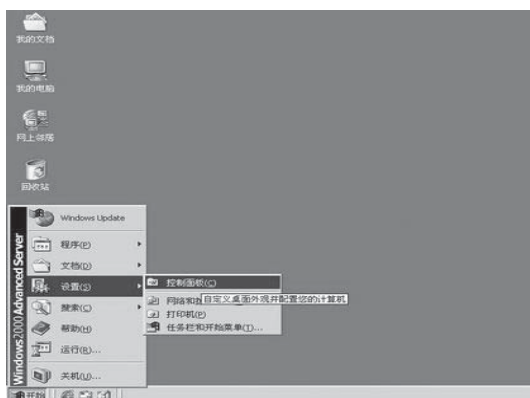 我的文档
我的电脑
网上邻居
回收站
Windows Update
程序(P)
文档(D)
设置(S)
控制面板(C)
自定义桌面外观并配置您的计算机
打印机(P)
任务栏和开始菜单(T)...
搜索(C)
帮助(H)
运行(R)...
关机(U)...
Windows 2000 Advanced Server
开始